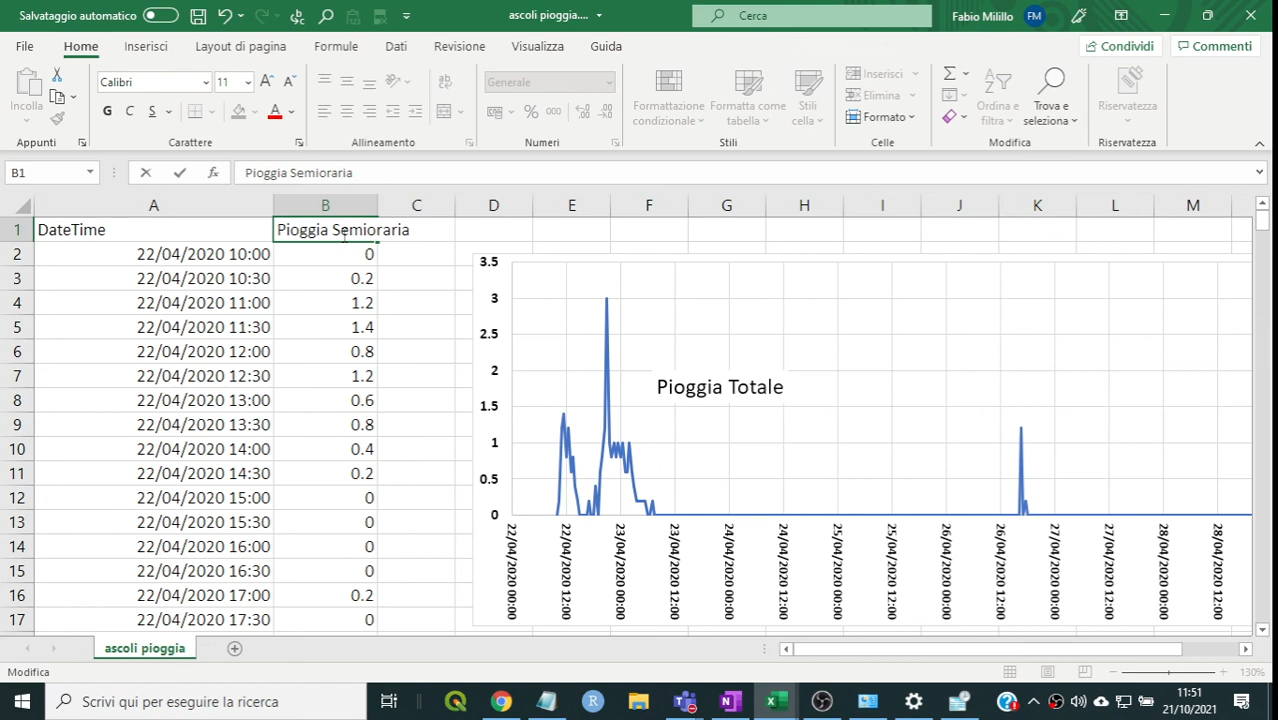 Salvataggio automatico
ascoli pioggia....
Cerca
Fabio Milillo
FM
File
Home
Inserisci
Layout di pagina
Formule
Dati
Revisione
Visualizza
Guida
Condividi
Commenti
Incolla
Calibri
11
G
C
S
Generale
Formattazione condizionale
Formatta come tabella
Stili cella
Inserisci
Elimina
Formato
Ordina e filtra
Trova e seleziona
Riservatezza
Appunti
Carattere
Allineamento
Numeri
Stili
Celle
Modifica
Riservatezza
B1
fx
Pioggia Semioraria
A B C D E F G H I J K L M
1 DateTime Pioggia Semioraria
2 22/04/2020 10:00 0
3 22/04/2020 10:30 0.2
4 22/04/2020 11:00 1.2
5 22/04/2020 11:30 1.4
6 22/04/2020 12:00 0.8
7 22/04/2020 12:30 1.2
8 22/04/2020 13:00 0.6
9 22/04/2020 13:30 0.8
10 22/04/2020 14:00 0.4
11 22/04/2020 14:30 0.2
12 22/04/2020 15:00 0
13 22/04/2020 15:30 0
14 22/04/2020 16:00 0
15 22/04/2020 16:30 0
16 22/04/2020 17:00 0.2
17 22/04/2020 17:30 0
3.5
3
2.5
2
1.5
1
0.5
0
Pioggia Totale
22/04/2020 00:00
22/04/2020 12:00
23/04/2020 00:00
23/04/2020 12:00
24/04/2020 00:00
24/04/2020 12:00
25/04/2020 00:00
25/04/2020 12:00
26/04/2020 00:00
26/04/2020 12:00
27/04/2020 00:00
27/04/2020 12:00
28/04/2020 00:00
28/04/2020 12:00
ascoli pioggia
Modifica
130%
Scrivi qui per eseguire la ricerca
11:51
21/10/2021